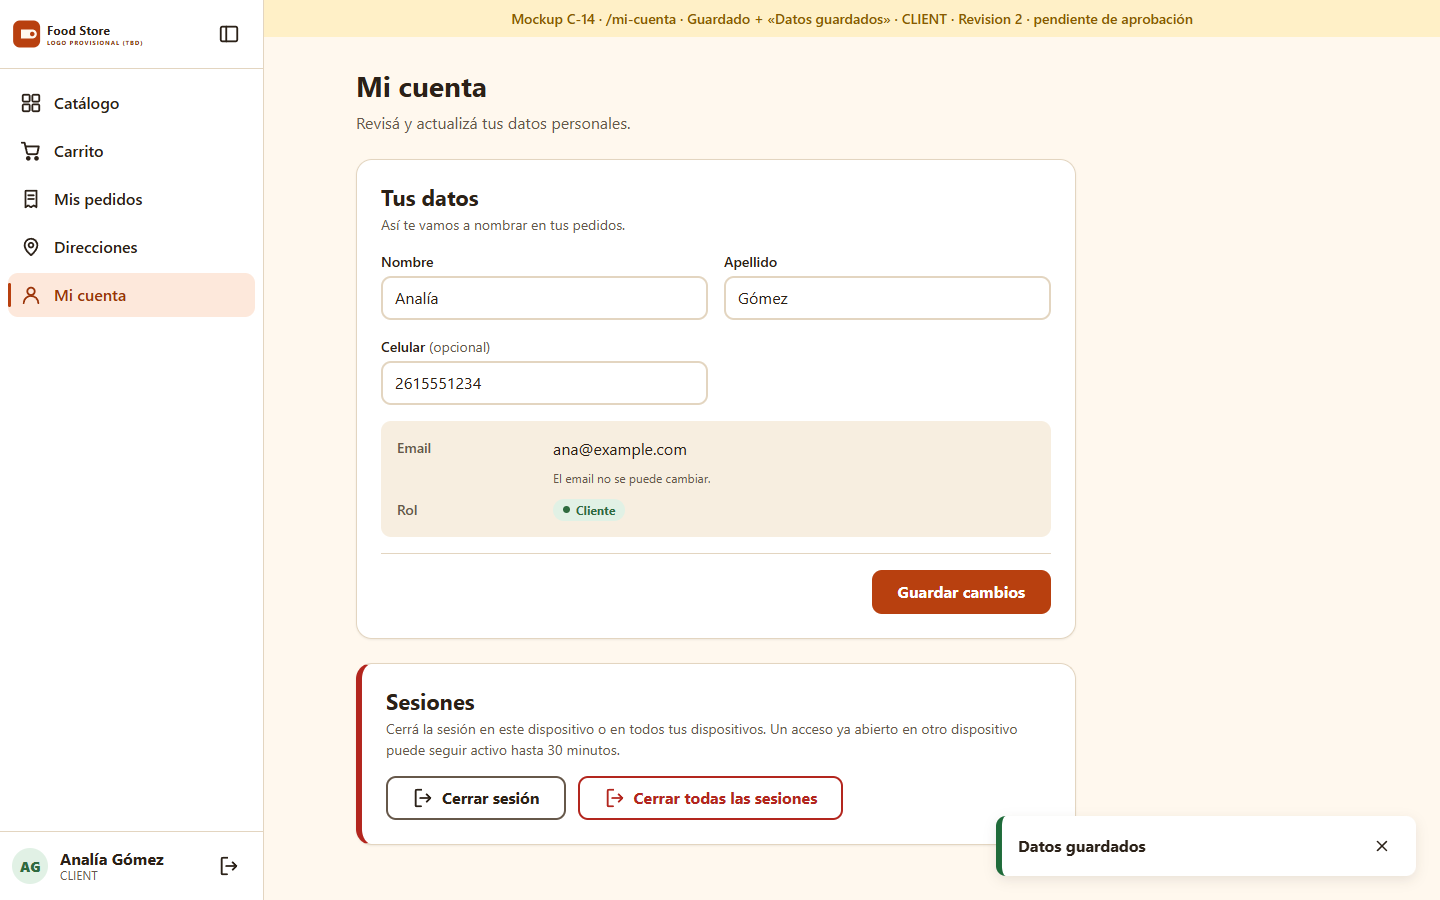 Food Store
LOGO PROVISIONAL (TBD)
Catálogo
Carrito
Mis pedidos
Direcciones
Mi cuenta
AG
Analía Gómez
CLIENT
Mockup C-14 · /mi-cuenta · Guardado + «Datos guardados» · CLIENT · Revision 2 · pendiente de aprobación
Mi cuenta
Revisá y actualizá tus datos personales.
Tus datos
Así te vamos a nombrar en tus pedidos.
Nombre
Analía
Apellido
Gómez
Celular (opcional)
2615551234
Email
ana@example.com
El email no se puede cambiar.
Rol
Cliente
Guardar cambios
Sesiones
Cerrá la sesión en este dispositivo o en todos tus dispositivos. Un acceso ya abierto en otro dispositivo
puede seguir activo hasta 30 minutos.
Cerrar sesión
Cerrar todas las sesiones
Datos guardados